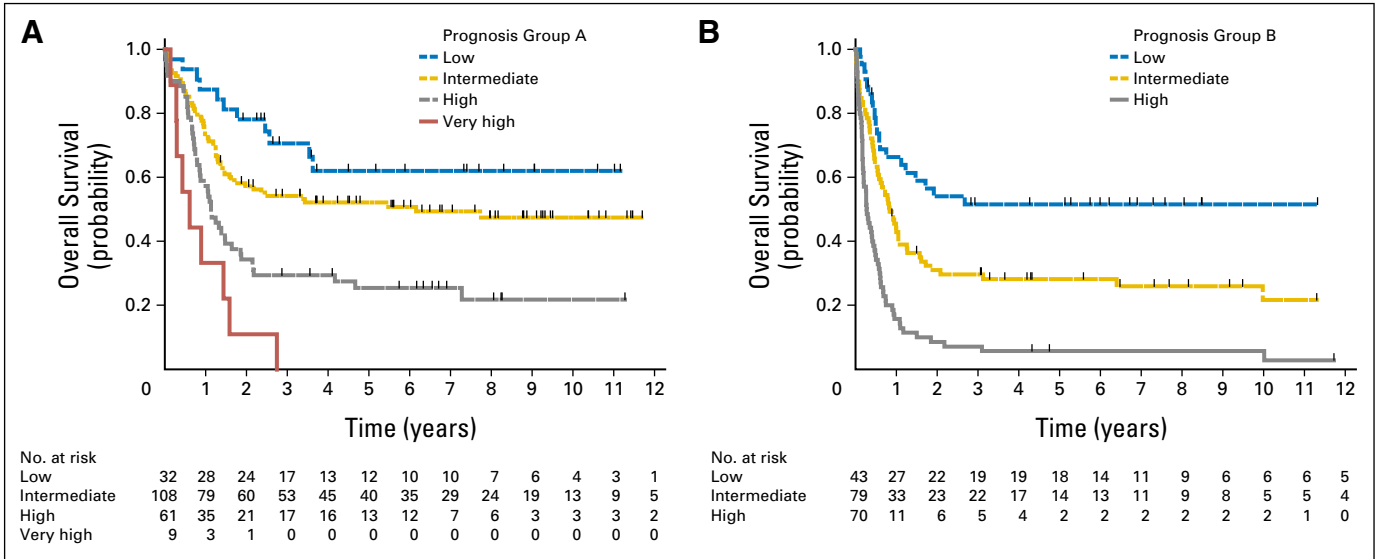 A
Prognosis Group A
Low
Intermediate
High
Very high
Overall Survival
(probability)
1.0
0.8
0.6
0.4
0.2
0 1 2 3 4 5 6 7 8 9 10 11 12
Time (years)
No. at risk
Low 32 28 24 17 13 12 10 10 7 6 4 3 1
Intermediate 108 79 60 53 45 40 35 29 24 19 13 9 5
High 61 35 21 17 16 13 12 7 6 3 3 3 2
Very high 9 3 1 0 0 0 0 0 0 0 0 0 0
B
Prognosis Group B
Low
Intermediate
High
Overall Survival
(probability)
1.0
0.8
0.6
0.4
0.2
0 1 2 3 4 5 6 7 8 9 10 11 12
Time (years)
No. at risk
Low 43 27 22 19 19 18 14 11 9 6 6 6 5
Intermediate 79 33 23 22 17 14 13 11 9 8 5 5 4
High 70 11 6 5 4 2 2 2 2 2 2 1 0